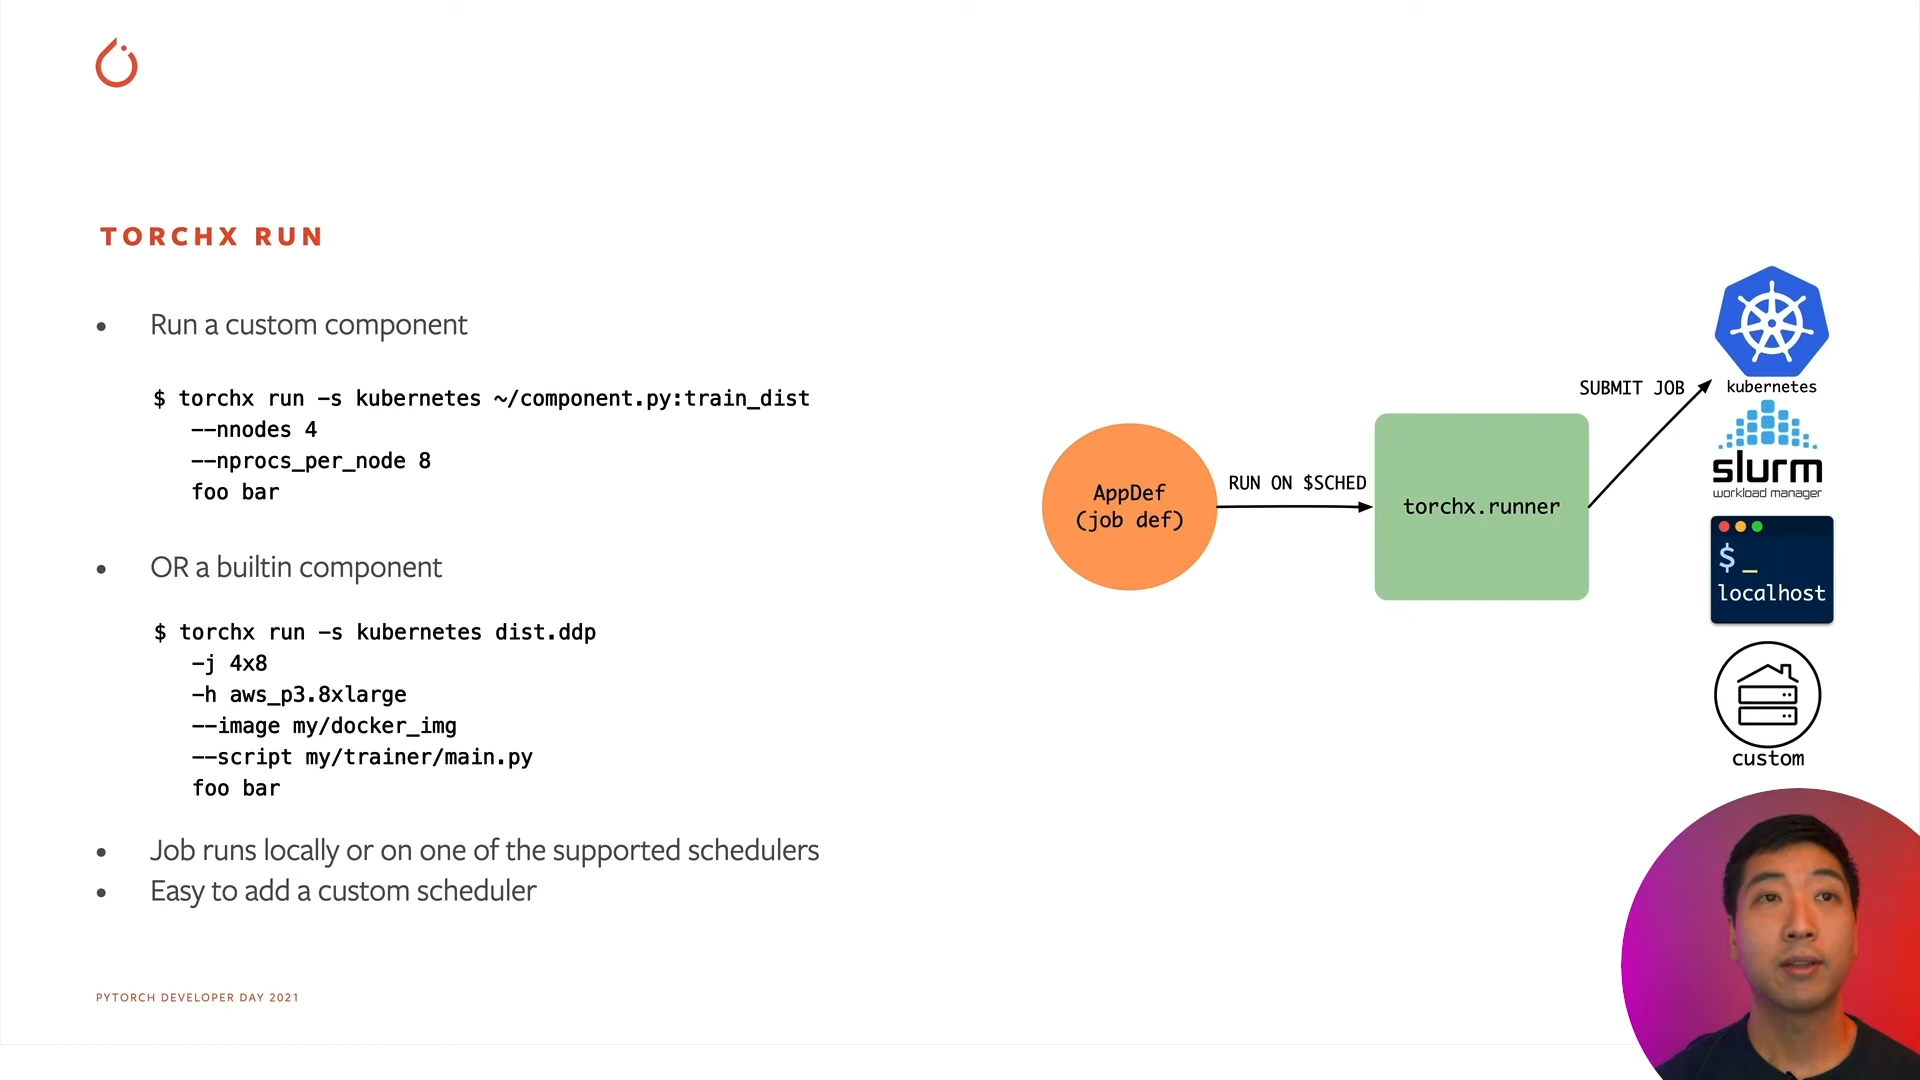 TORCHX RUN
• Run a custom component
$ torchx run -s kubernetes ~/component.py:train_dist
--nnodes 4
--nprocs_per_node 8
foo bar
• OR a builtin component
$ torchx run -s kubernetes dist.ddp
-j 4x8
-h aws_p3.8xlarge
--image my/docker_img
--script my/trainer/main.py
foo bar
• Job runs locally or on one of the supported schedulers
• Easy to add a custom scheduler
AppDef
(job def)
RUN ON $SCHED
torchx.runner
SUBMIT JOB
kubernetes
slurm
workload manager
$ _
localhost
custom
PYTORCH DEVELOPER DAY 2021